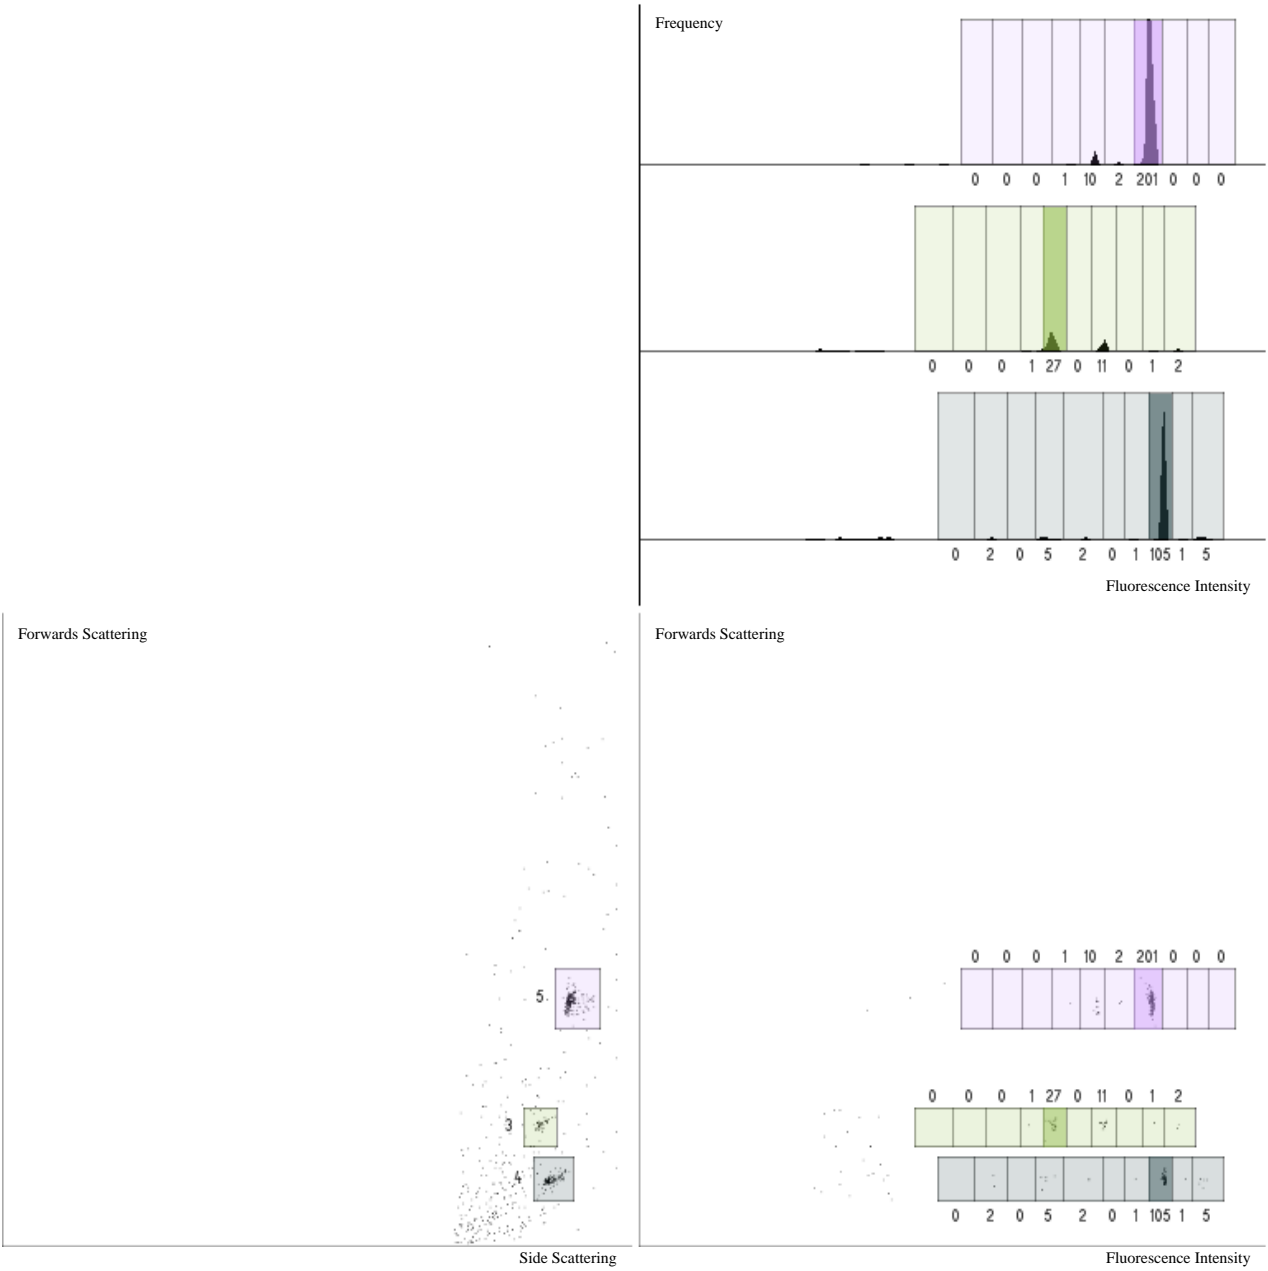 Frequency
0 0 0 1 10 2 201 0 0 0
0 0 0 1 27 0 11 0 1 2
0 2 0 5 2 0 1 105 1 5
Fluorescence Intensity
Forwards Scattering
5
3
4
Side Scattering
Forwards Scattering
0 0 0 1 10 2 201 0 0 0
0 0 0 1 27 0 11 0 1 2
0 2 0 5 2 0 1 105 1 5
Fluorescence Intensity